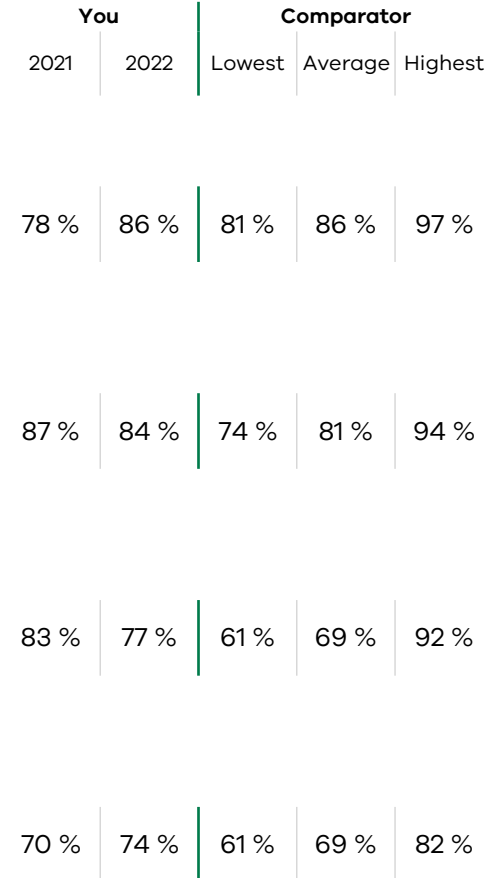 You Comparator
2021 2022 Lowest Average Highest
78 % 86 % 81 % 86 % 97 %
87 % 84 % 74 % 81 % 94 %
83 % 77 % 61 % 69 % 92 %
70 % 74 % 61 % 69 % 82 %